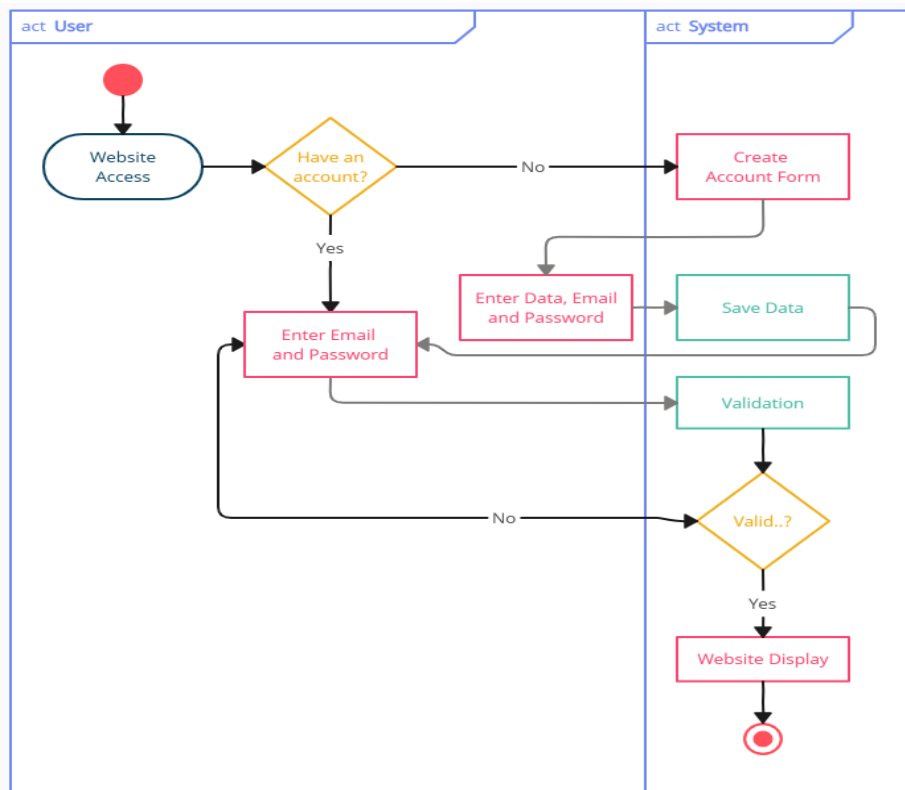 act User
act System
Website
Access
Have an
account?
No
Create
Account Form
Yes
Enter Data, Email
and Password
Save Data
Enter Email
and Password
Validation
No
Valid..?
Yes
Website Display